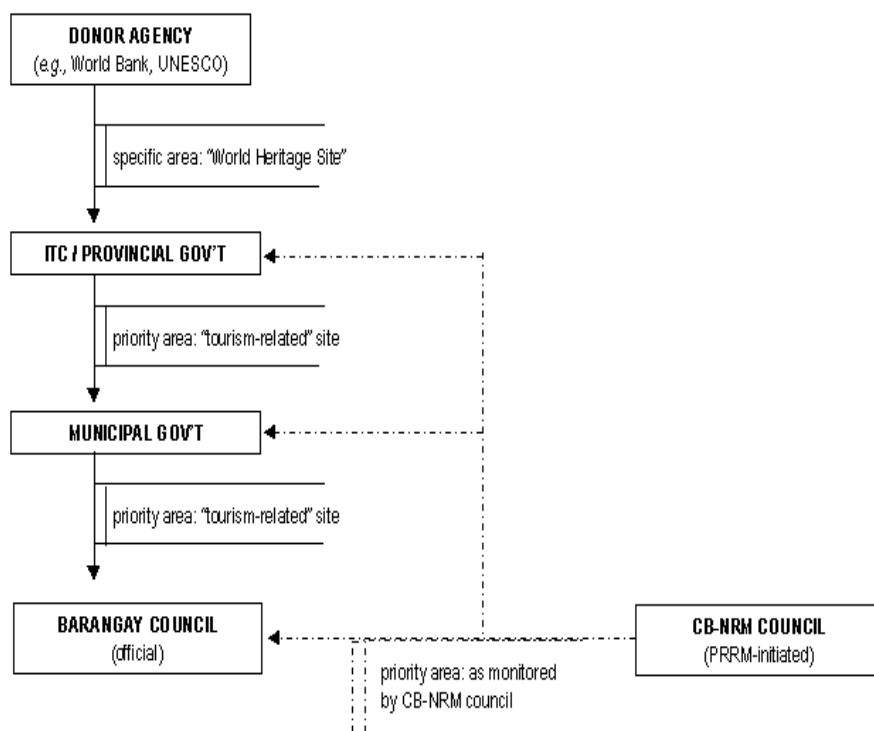 DONOR AGENCY
(e.g., World Bank, UNESCO)
specific area: "World Heritage Site"
ITC / PROVINCIAL GOV'T
priority area: "tourism-related" site
MUNICIPAL GOV'T
priority area: "tourism-related" site
BARANGAY COUNCIL
(official)
CB-NRM COUNCIL
(PRRM-initiated)
priority area: as monitored
by CB-NRM council